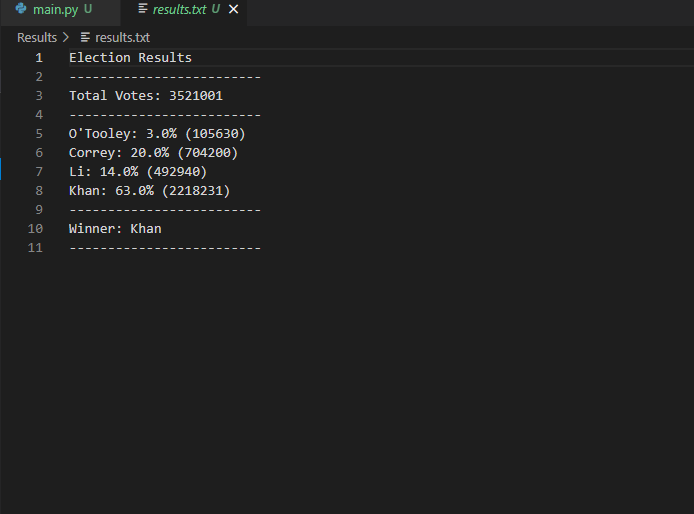 main.py U results.txt U
Results > results.txt
1 Election Results
2 -------------------------
3 Total Votes: 3521001
4 -------------------------
5 O'Tooley: 3.0% (105630)
6 Correy: 20.0% (704200)
7 Li: 14.0% (492940)
8 Khan: 63.0% (2218231)
9 -------------------------
10 Winner: Khan
11 -------------------------